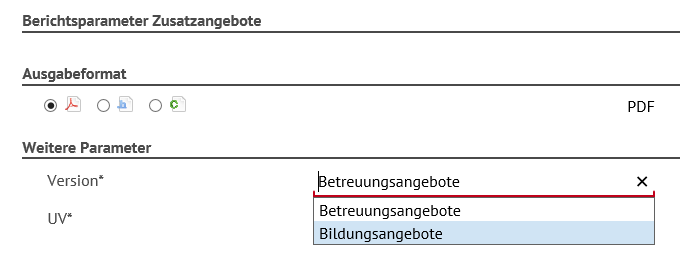 Berichtsparameter Zusatzangebote
Ausgabeformat
PDF
Weitere Parameter
Version* Betreuungsangebote ✕
UV* Betreuungsangebote
Bildungsangebote